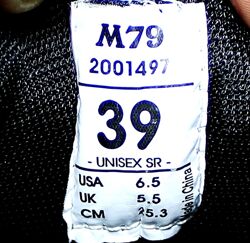 M79
2001497
39
- UNISEX SR -
USA 6.5
UK 5.5
CM 25.3
Made in China